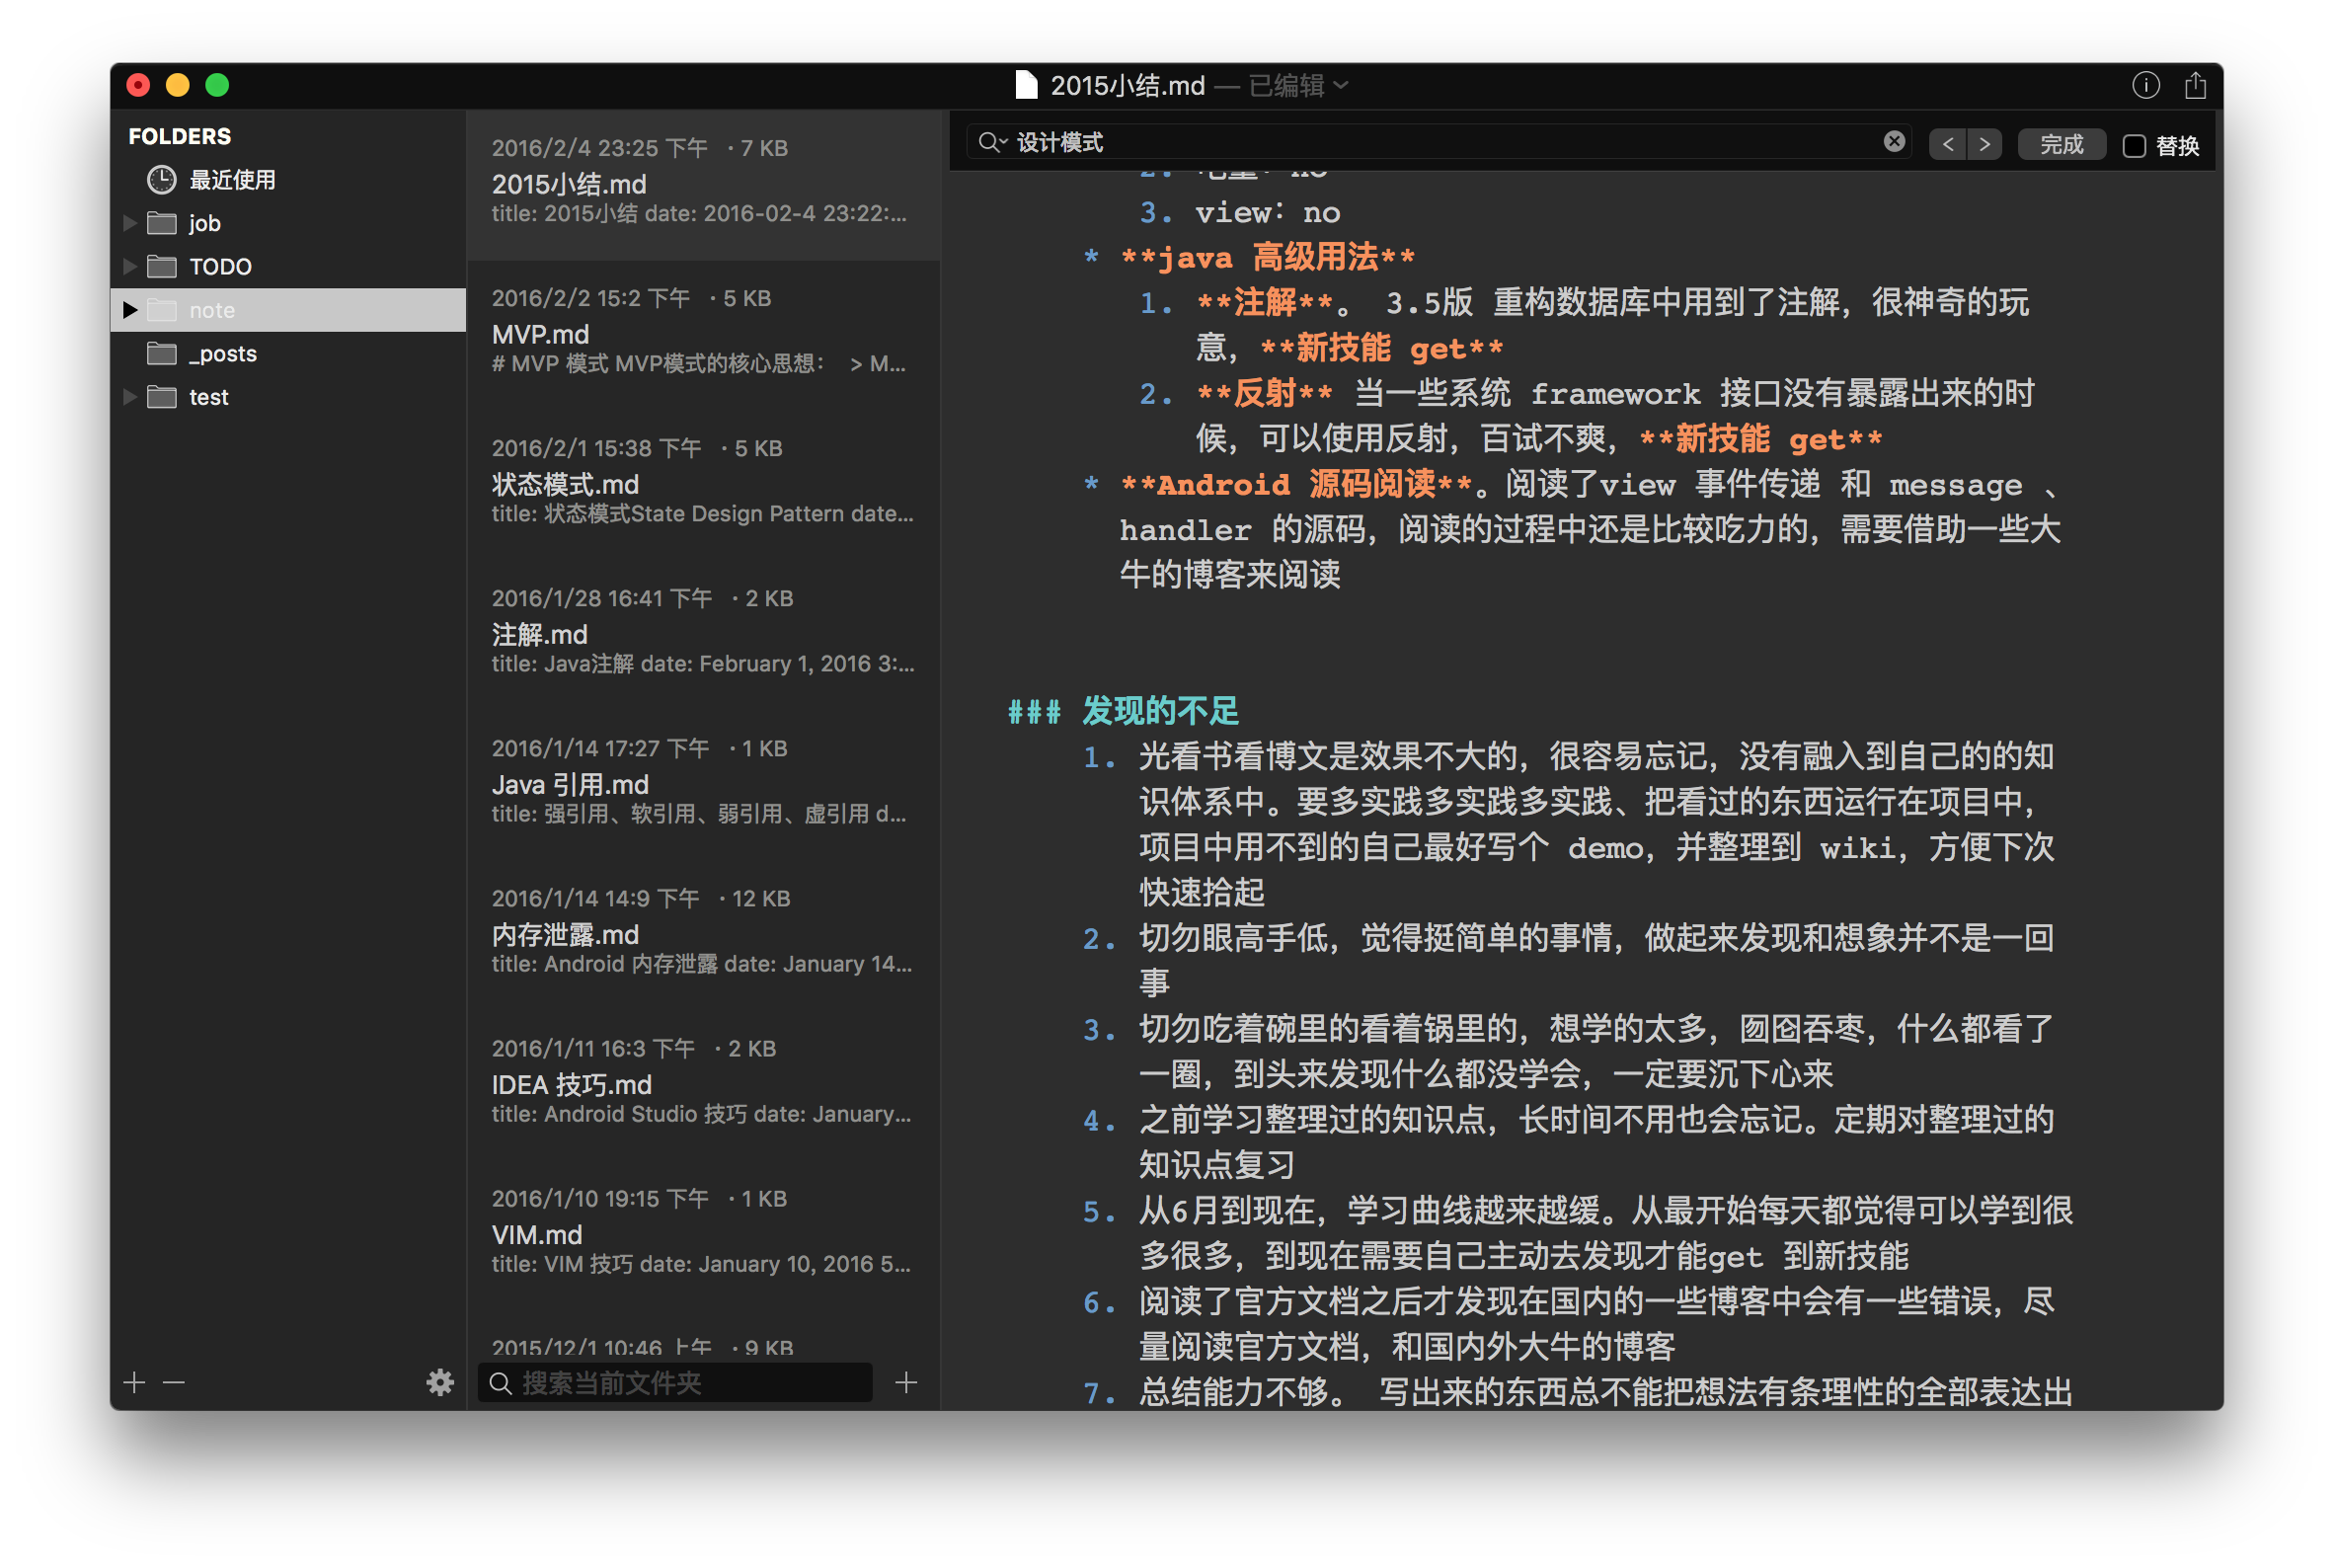 2015小结.md — 已编辑
FOLDERS
最近使用
job
TODO
note
_posts
test
2016/2/4 23:25 下午 · 7 KB
2015小结.md
title: 2015小结 date: 2016-02-4 23:22:...
2016/2/2 15:2 下午 · 5 KB
MVP.md
# MVP 模式 MVP模式的核心思想： > M...
2016/2/1 15:38 下午 · 5 KB
状态模式.md
title: 状态模式State Design Pattern date...
2016/1/28 16:41 下午 · 2 KB
注解.md
title: Java注解 date: February 1, 2016 3:...
2016/1/14 17:27 下午 · 1 KB
Java 引用.md
title: 强引用、软引用、弱引用、虚引用 d...
2016/1/14 14:9 下午 · 12 KB
内存泄露.md
title: Android 内存泄露 date: January 14...
2016/1/11 16:3 下午 · 2 KB
IDEA 技巧.md
title: Android Studio 技巧 date: January...
2016/1/10 19:15 下午 · 1 KB
VIM.md
title: VIM 技巧 date: January 10, 2016 5...
2015/12/1 10:46 上午 · 9 KB
搜索当前文件夹
设计模式
< > 完成 替换
2. 电量：no
3. view：no
* **java 高级用法**
1. **注解**。 3.5版 重构数据库中用到了注解，很神奇的玩
意，**新技能 get**
2. **反射** 当一些系统 framework 接口没有暴露出来的时
候，可以使用反射，百试不爽，**新技能 get**
* **Android 源码阅读**。阅读了view 事件传递 和 message 、
handler 的源码，阅读的过程中还是比较吃力的，需要借助一些大
牛的博客来阅读
### 发现的不足
1. 光看书看博文是效果不大的，很容易忘记，没有融入到自己的的知
识体系中。要多实践多实践多实践、把看过的东西运行在项目中，
项目中用不到的自己最好写个 demo，并整理到 wiki，方便下次
快速拾起
2. 切勿眼高手低，觉得挺简单的事情，做起来发现和想象并不是一回
事
3. 切勿吃着碗里的看着锅里的，想学的太多，囫囵吞枣，什么都看了
一圈，到头来发现什么都没学会，一定要沉下心来
4. 之前学习整理过的知识点，长时间不用也会忘记。定期对整理过的
知识点复习
5. 从6月到现在，学习曲线越来越缓。从最开始每天都觉得可以学到很
多很多，到现在需要自己主动去发现才能get 到新技能
6. 阅读了官方文档之后才发现在国内的一些博客中会有一些错误，尽
量阅读官方文档，和国内外大牛的博客
7. 总结能力不够。 写出来的东西总不能把想法有条理性的全部表达出